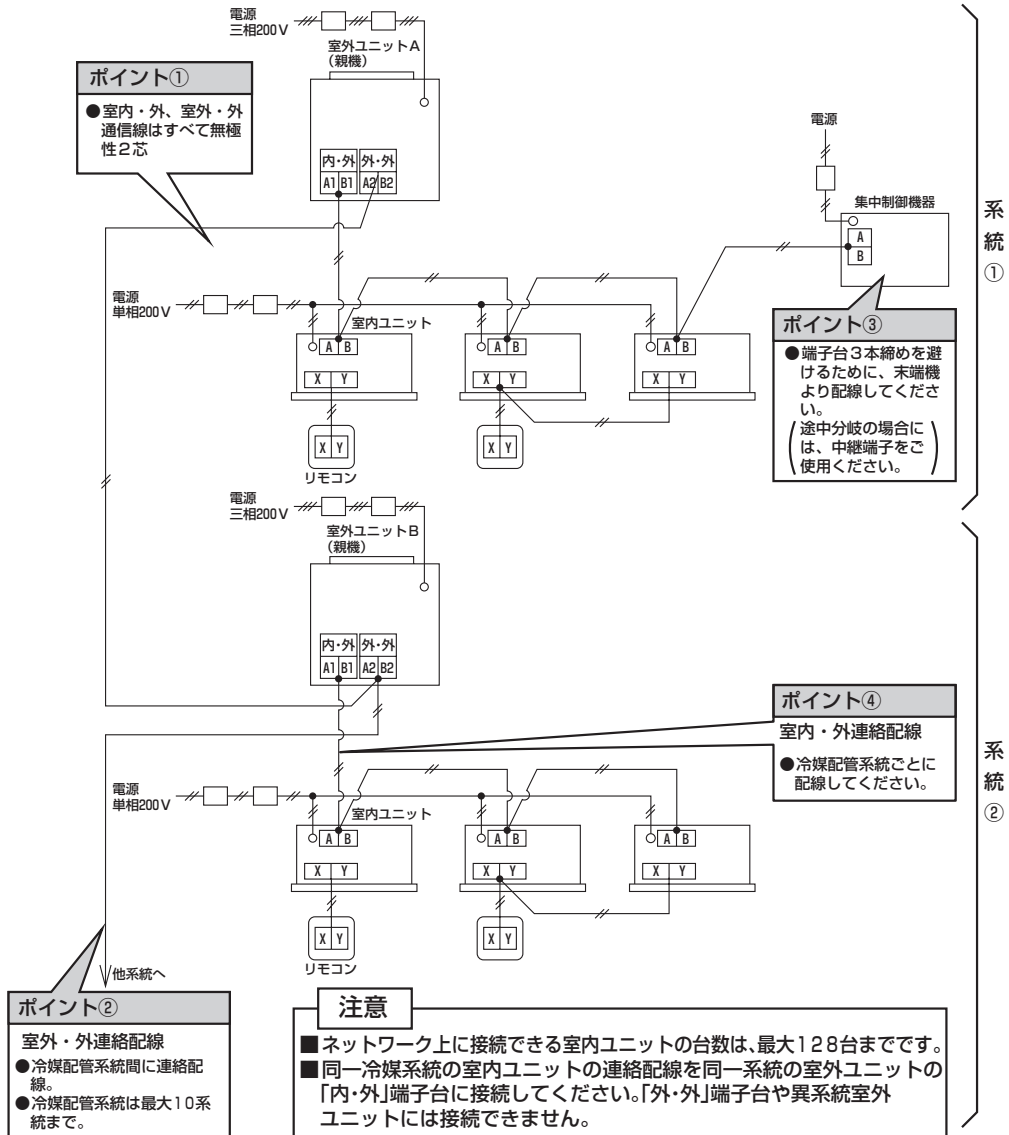 電源
三相200V
室外ユニットA
(親機)
ポイント①
●室内・外、室外・外
通信線はすべて無極
性2芯
内・外 外・外
A1 B1 A2 B2
電源
集中制御機器
A
B
系統①
電源
単相200V
室内ユニット
A B
A B
A B
X Y
X Y
X Y
X Y
X Y
リモコン
ポイント③
●端子台3本締めを避
けるために、末端機
より配線してくださ
い。
(途中分岐の場合に
は、中継端子をご
使用ください。)
電源
三相200V
室外ユニットB
(親機)
内・外 外・外
A1 B1 A2 B2
ポイント④
室内・外連絡配線
●冷媒配管系統ごとに
配線してください。
系統②
電源
単相200V
室内ユニット
A B
A B
A B
X Y
X Y
X Y
X Y
X Y
リモコン
他系統へ
ポイント②
室外・外連絡配線
●冷媒配管系統間に連絡配
線。
●冷媒配管系統は最大10系
統まで。
注意
■ネットワーク上に接続できる室内ユニットの台数は、最大128台までです。
■同一冷媒系統の室内ユニットの連絡配線を同一系統の室外ユニットの
「内・外」端子台に接続してください。「外・外」端子台や異系統室外
ユニットには接続できません。